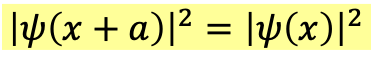 |ψ(x + a)|² = |ψ(x)|²